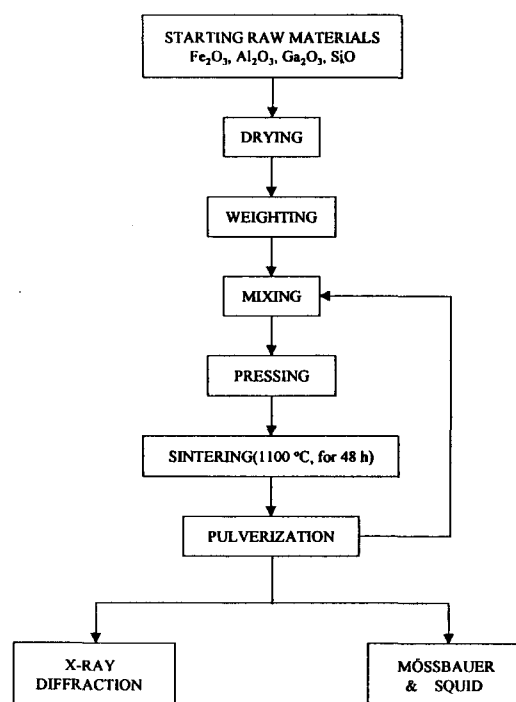 STARTING RAW MATERIALS
Fe₂O₃, Al₂O₃, Ga₂O₃, SiO
DRYING
WEIGHTING
MIXING
PRESSING
SINTERING(1100 ºC, for 48 h)
PULVERIZATION
X-RAY
DIFFRACTION
MÖSSBAUER
& SQUID